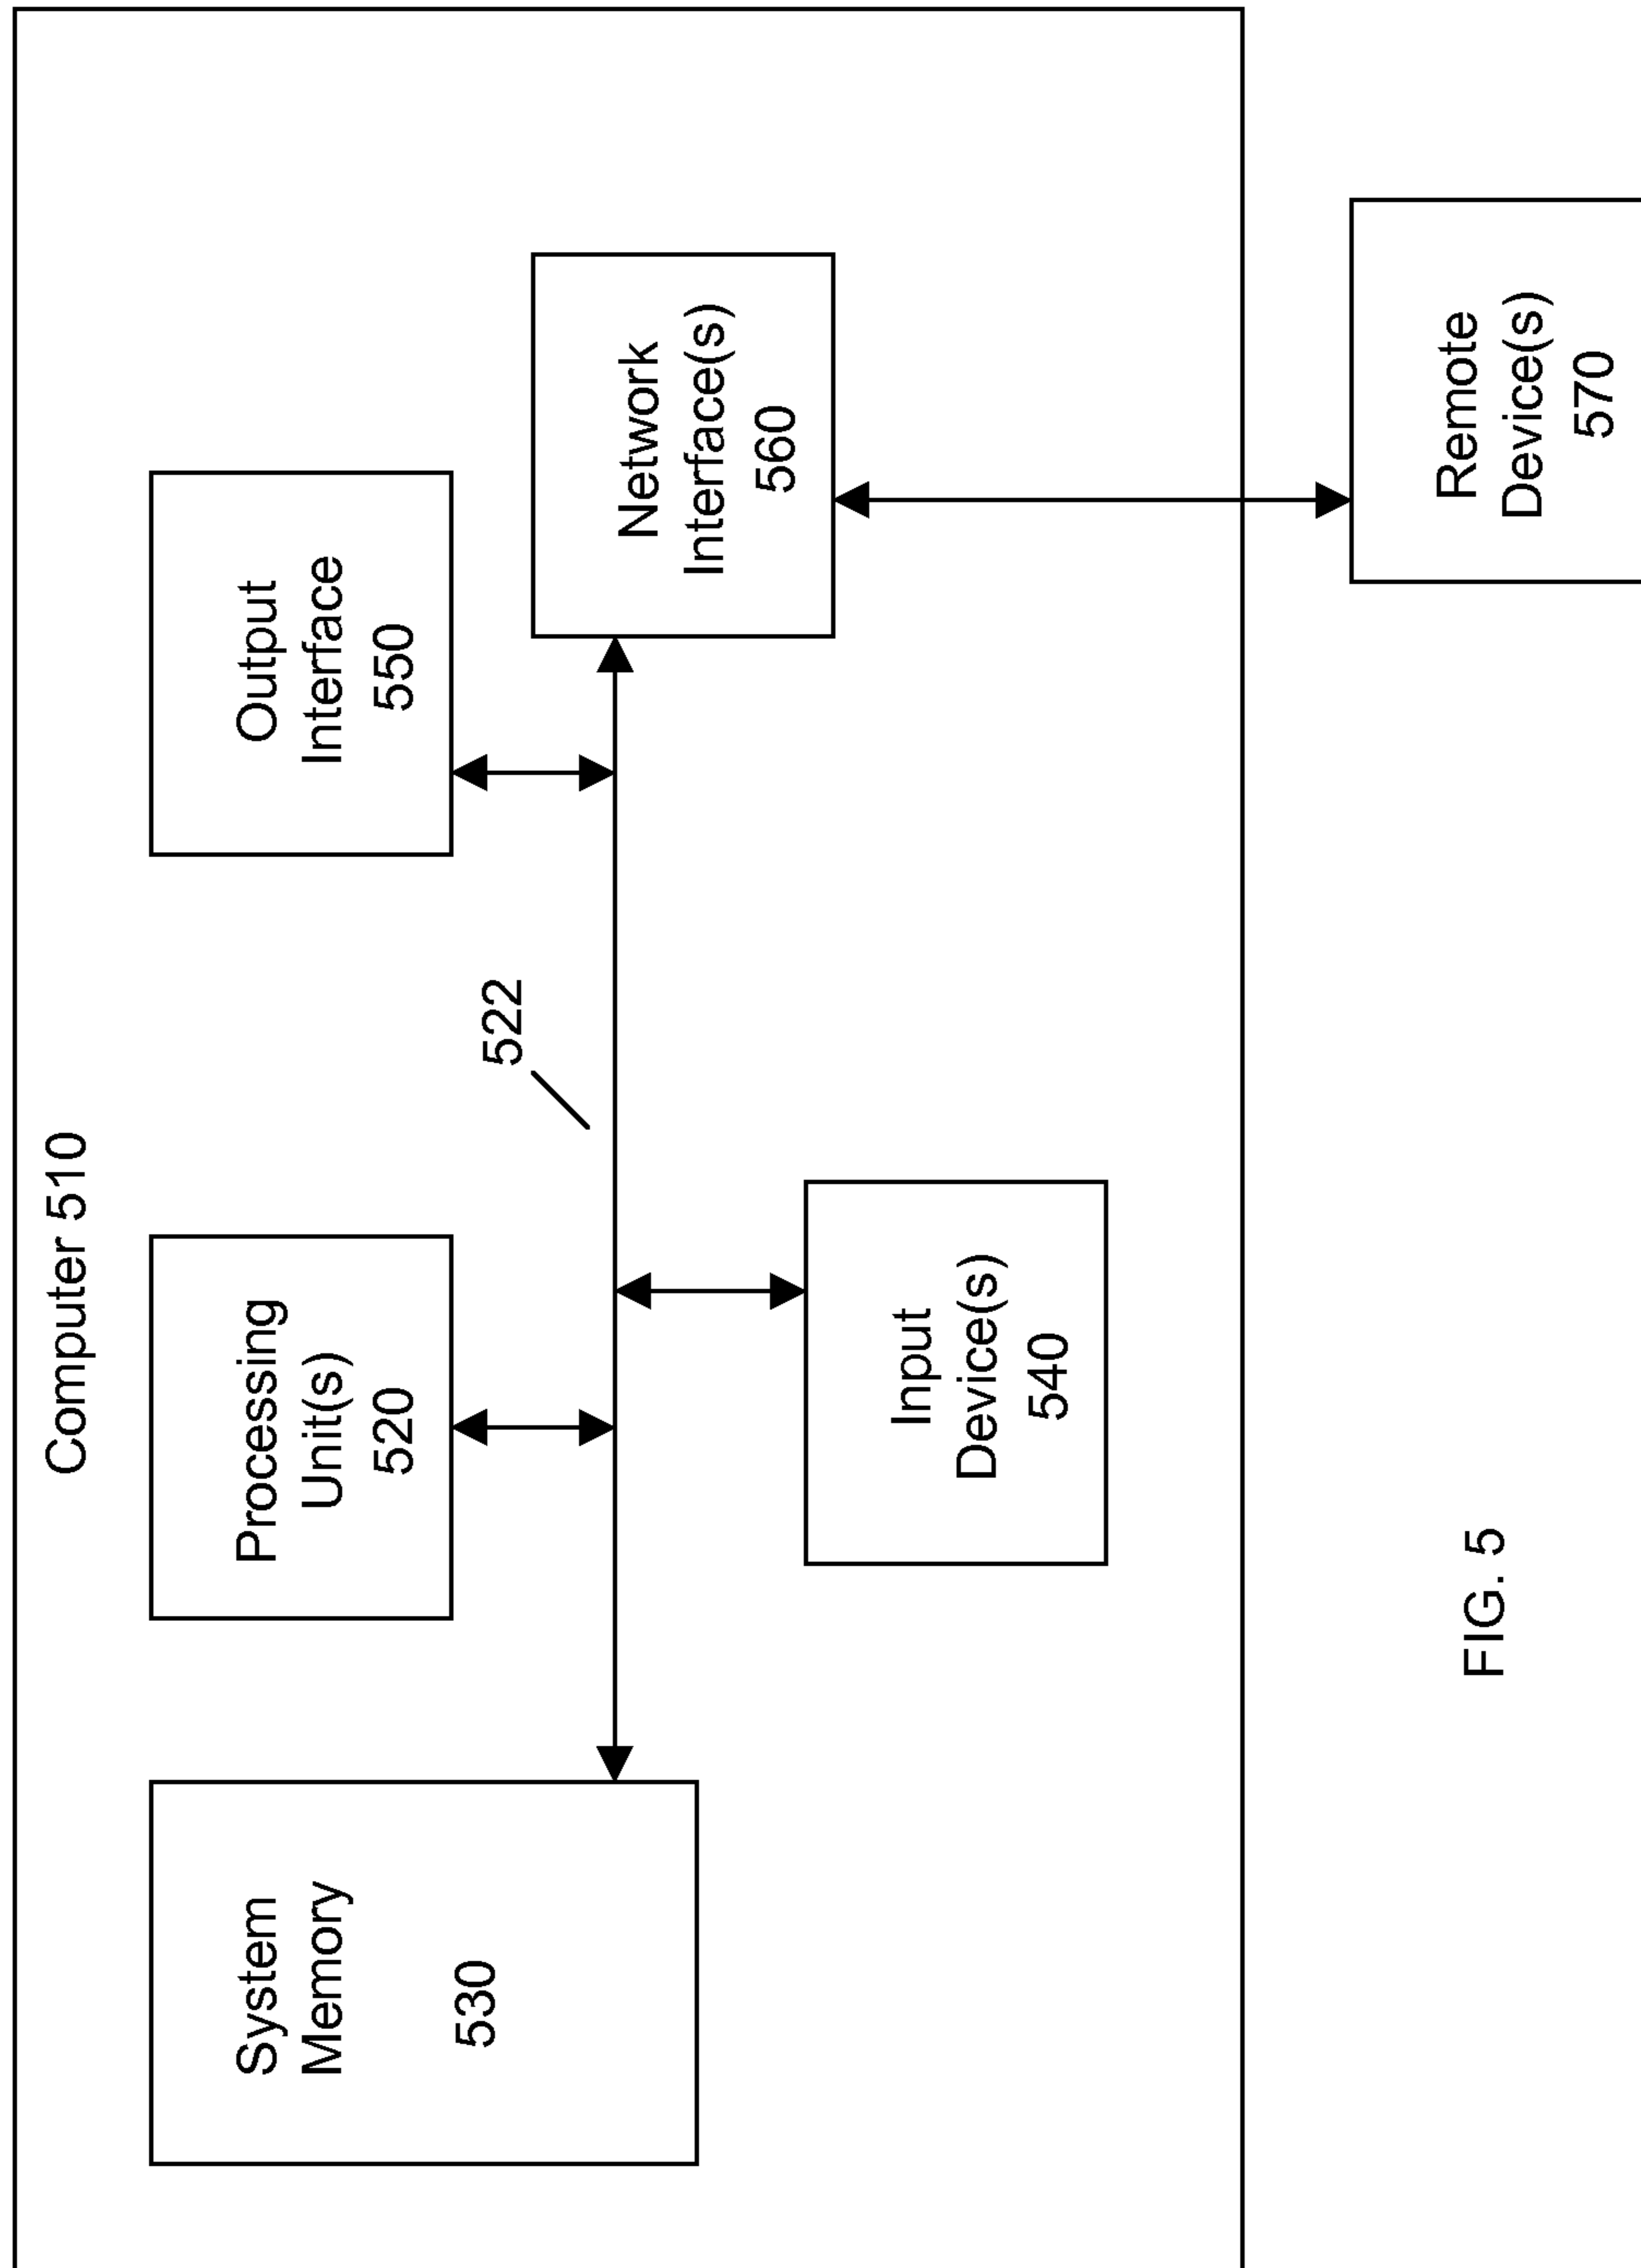 Computer 510
System
Memory
530
Processing
Unit(s)
520
Output
Interface
550
522
Network
Interface(s)
560
Input
Device(s)
540
Remote
Device(s)
570
FIG. 5